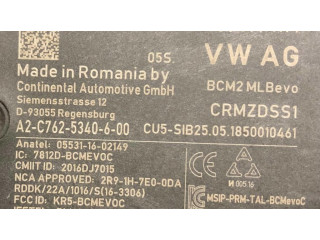 05S.
VW AG
Made in Romania by
Continental Automotive GmbH
BCM2 MLBevo
Siemensstrasse 12
D-93055 Regensburg
CRMZDSS1
A2-C762-5340-6-00
CU5-SIB25.05.1850010461
Anatel: 05531-16-02149
IC: 7812D-BCMEVOC
CMIIT ID: 2016DJ7015
NCA APPROVED: 2R9-1H-7E0-0DA
M 005.16
RDDK/22A/1016/S(16-3306)
FCC ID: KR5-BCMEVOC
MSIP-PRM-TAL-BCMevoC